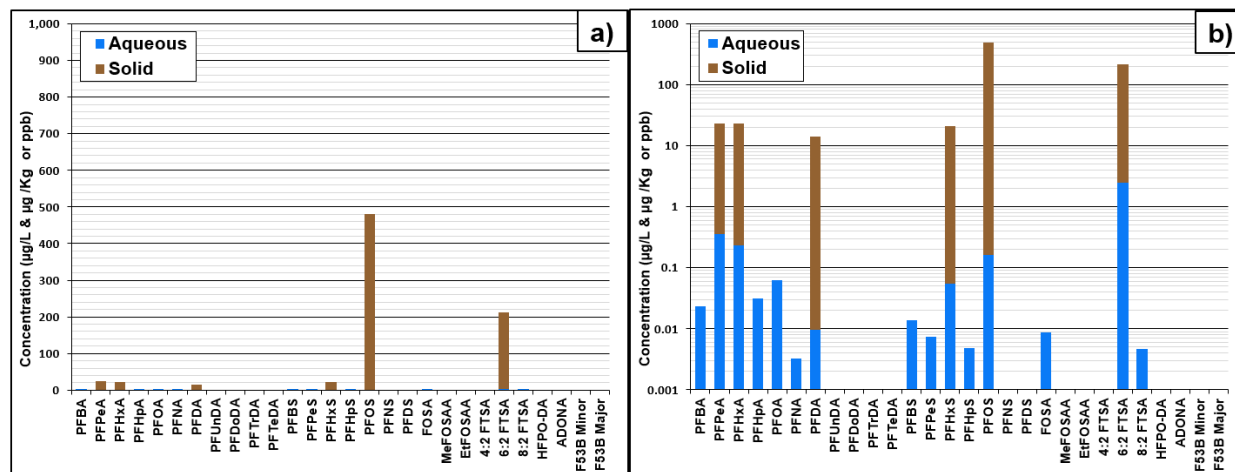 a)
Aqueous
Solid
Concentration (µg/L & µg /Kg or ppb)
1,000
900
800
700
600
500
400
300
200
100
0
PFBA
PFPeA
PFHxA
PFHpA
PFOA
PFNA
PFDA
PFUnDA
PFDoDA
PFTrDA
PFTeDA
PFBS
PFPeS
PFHxS
PFHpS
PFOS
PFNS
PFDS
FOSA
MeFOSAA
EtFOSAA
4:2 FTSA
6:2 FTSA
8:2 FTSA
HFPO-DA
ADONA
F53B Minor
F53B Major
b)
Aqueous
Solid
Concentration (µg/L & µg /Kg or ppb)
1000
100
10
1
0.1
0.01
0.001
PFBA
PFPeA
PFHxA
PFHpA
PFOA
PFNA
PFDA
PFUnDA
PFDoDA
PFTrDA
PFTeDA
PFBS
PFPeS
PFHxS
PFHpS
PFOS
PFNS
PFDS
FOSA
MeFOSAA
EtFOSAA
4:2 FTSA
6:2 FTSA
8:2 FTSA
HFPO-DA
ADONA
F53B Minor
F53B Major